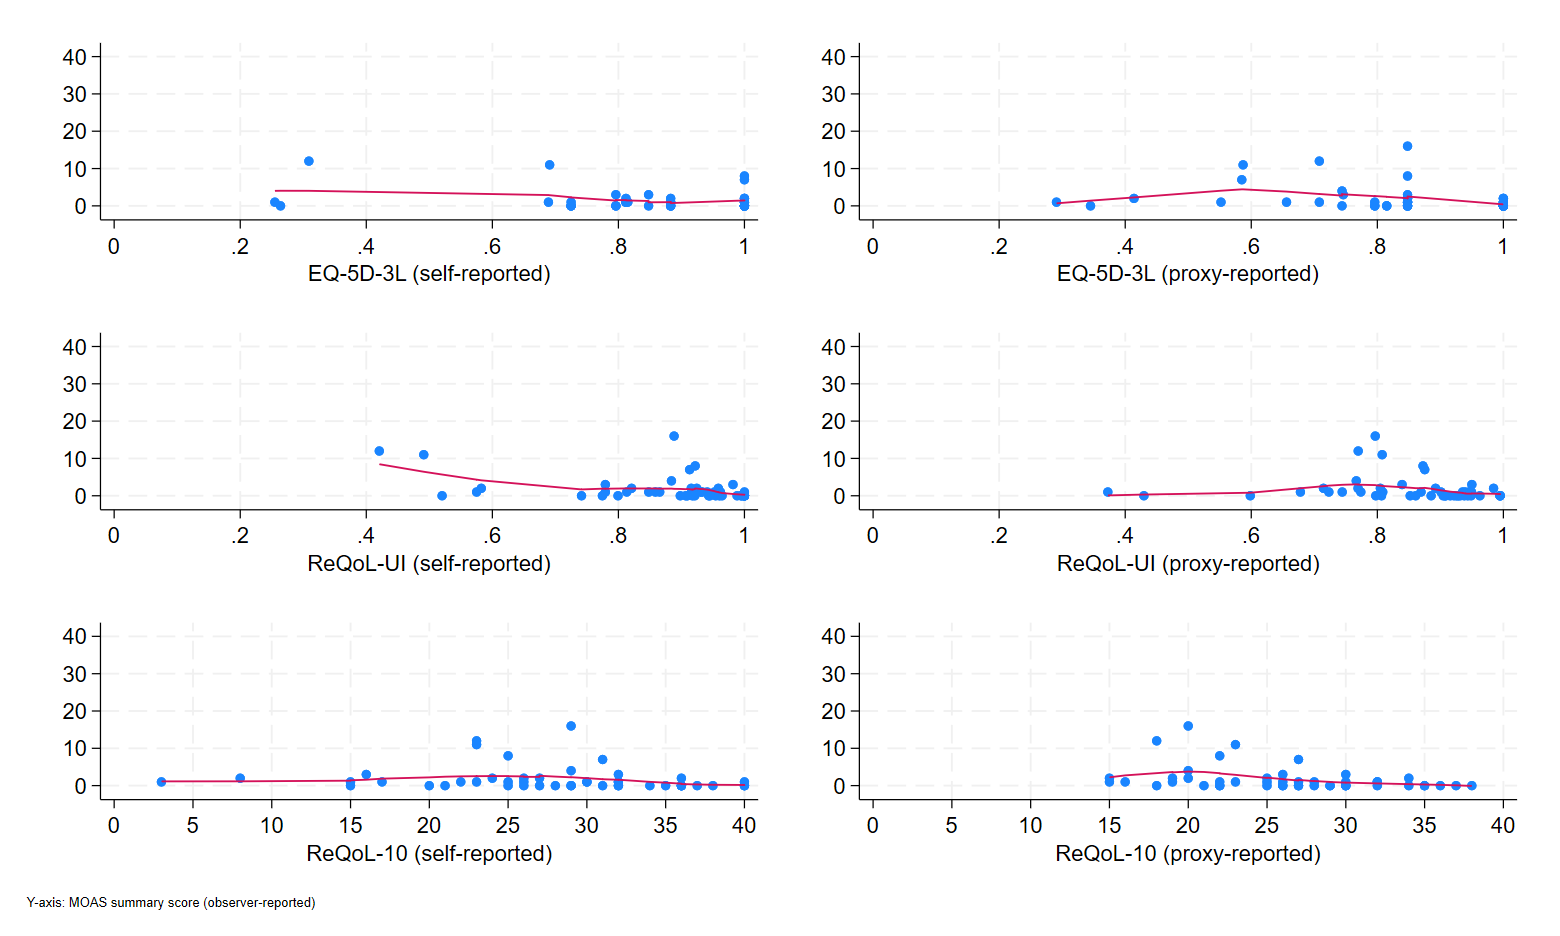 40
30
20
10
0
0 .2 .4 .6 .8 1
EQ-5D-3L (self-reported)
40
30
20
10
0
0 .2 .4 .6 .8 1
EQ-5D-3L (proxy-reported)
40
30
20
10
0
0 .2 .4 .6 .8 1
ReQoL-UI (self-reported)
40
30
20
10
0
0 .2 .4 .6 .8 1
ReQoL-UI (proxy-reported)
40
30
20
10
0
0 5 10 15 20 25 30 35 40
ReQoL-10 (self-reported)
40
30
20
10
0
0 5 10 15 20 25 30 35 40
ReQoL-10 (proxy-reported)
Y-axis: MOAS summary score (observer-reported)